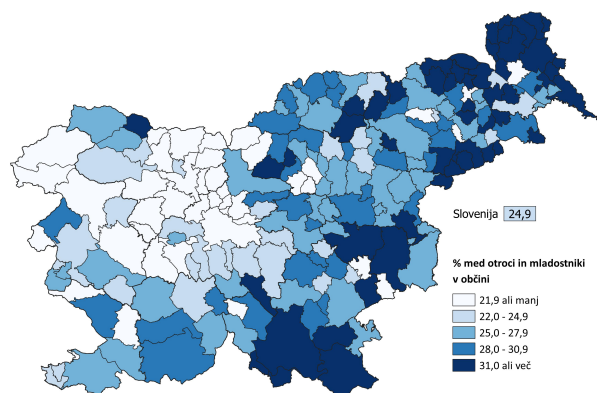 Slovenija 24,9
% med otroci in mladostniki
v občini
21,9 ali manj
22,0 - 24,9
25,0 - 27,9
28,0 - 30,9
31,0 ali več